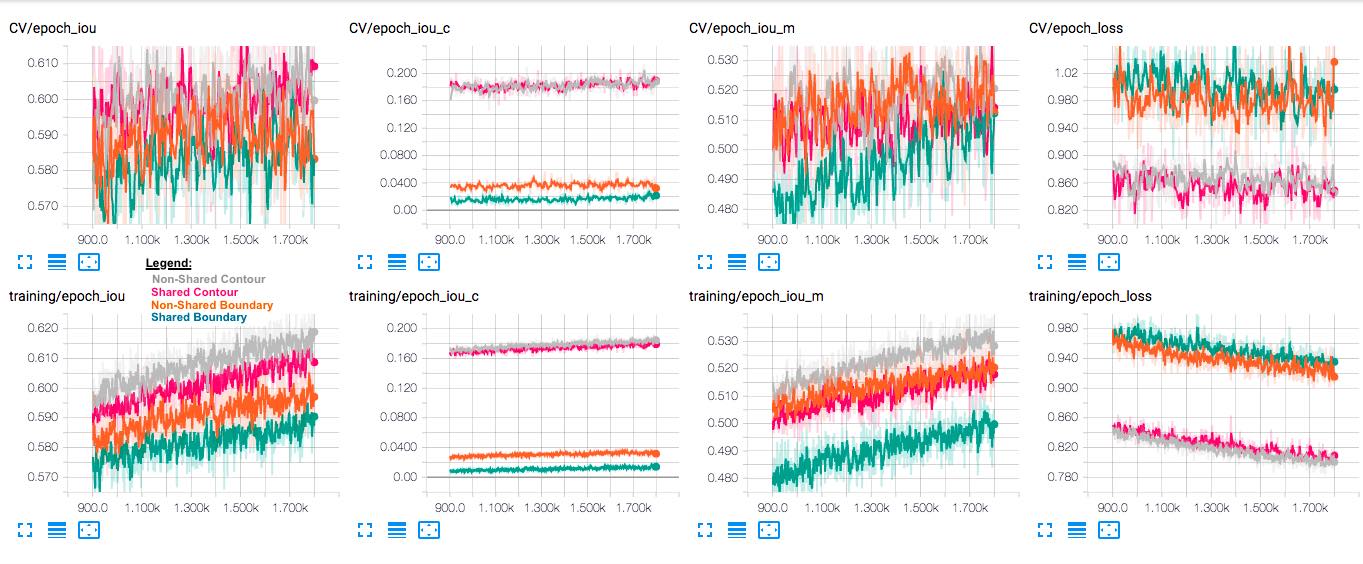 CV/epoch_iou
0.610
0.600
0.590
0.580
0.570
900.0 1.100k 1.300k 1.500k 1.700k
CV/epoch_iou_c
0.200
0.160
0.120
0.0800
0.0400
0.00
900.0 1.100k 1.300k 1.500k 1.700k
CV/epoch_iou_m
0.530
0.520
0.510
0.500
0.490
0.480
900.0 1.100k 1.300k 1.500k 1.700k
CV/epoch_loss
1.02
0.980
0.940
0.900
0.860
0.820
900.0 1.100k 1.300k 1.500k 1.700k
Legend:
Non-Shared Contour
Shared Contour
Non-Shared Boundary
Shared Boundary
training/epoch_iou
0.620
0.610
0.600
0.590
0.580
0.570
900.0 1.100k 1.300k 1.500k 1.700k
training/epoch_iou_c
0.200
0.160
0.120
0.0800
0.0400
0.00
900.0 1.100k 1.300k 1.500k 1.700k
training/epoch_iou_m
0.530
0.520
0.510
0.500
0.490
0.480
900.0 1.100k 1.300k 1.500k 1.700k
training/epoch_loss
0.980
0.940
0.900
0.860
0.820
0.780
900.0 1.100k 1.300k 1.500k 1.700k